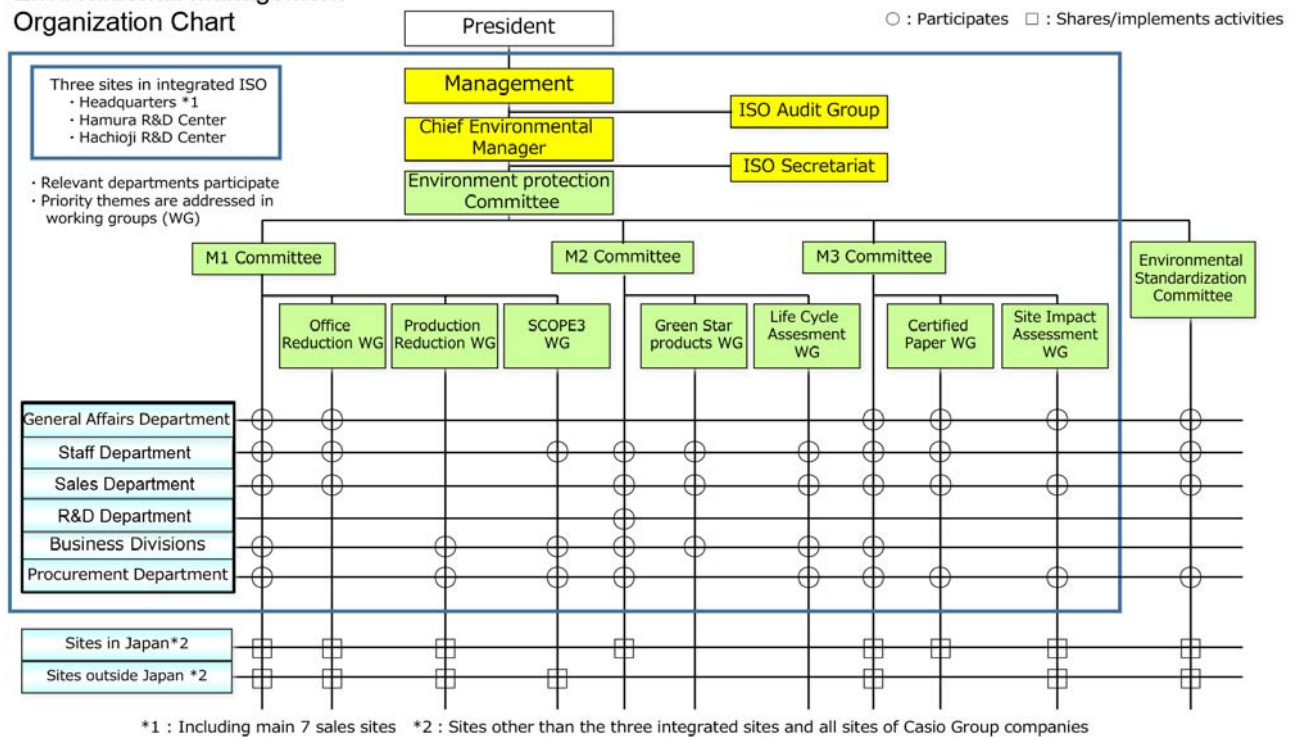 Organization Chart
○ : Participates □ : Shares/implements activities
President
Three sites in integrated ISO
・Headquarters *1
・Hamura R&D Center
・Hachioji R&D Center
Management
ISO Audit Group
Chief Environmental
Manager
ISO Secretariat
・Relevant departments participate
・Priority themes are addressed in
working groups (WG)
Environment protection
Committee
M1 Committee
M2 Committee
M3 Committee
Environmental
Standardization
Committee
Office
Reduction WG
Production
Reduction WG
SCOPE3
WG
Green Star
products WG
Life Cycle
Assesment
WG
Certified
Paper WG
Site Impact
Assessment
WG
General Affairs Department
Staff Department
Sales Department
R&D Department
Business Divisions
Procurement Department
Sites in Japan*2
Sites outside Japan *2
*1 : Including main 7 sales sites *2 : Sites other than the three integrated sites and all sites of Casio Group companies